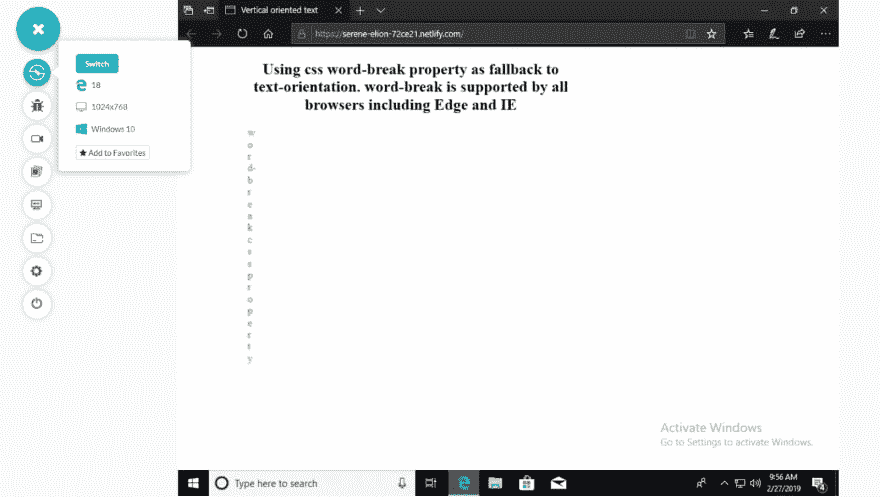 Vertical oriented text
https://serene-elion-72ce21.netlify.com/
Switch
18
1024x768
Windows 10
★ Add to Favorites
Using css word-break property as fallback to
text-orientation. word-break is supported by all
browsers including Edge and IE
w
o
r
d-
b
r
e
a
k
c
s
s
p
r
o
p
e
r
t
y
Activate Windows
Go to Settings to activate Windows.
Type here to search
9:56 AM
2/27/2019
4